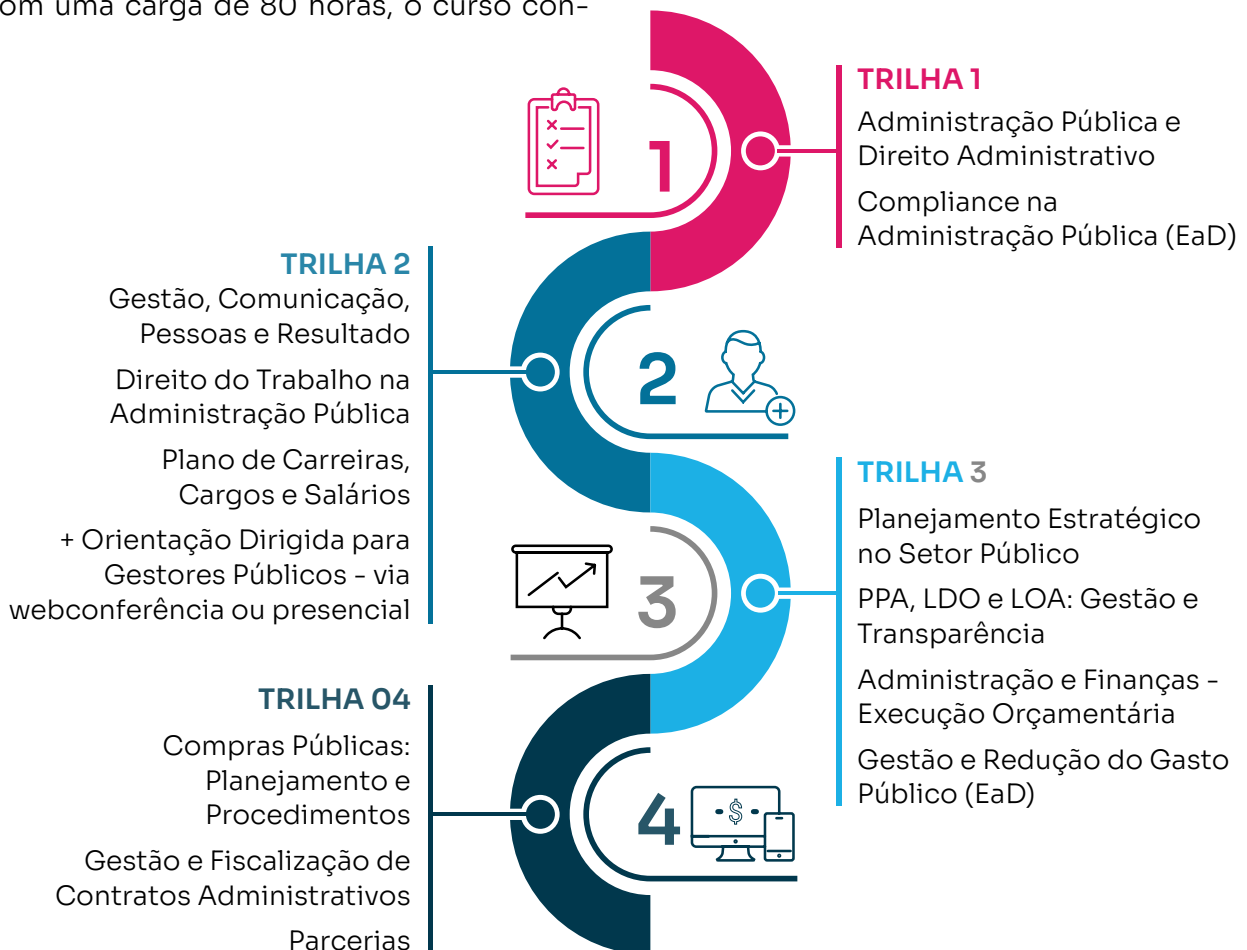 om uma carga de 80 horas, o curso con-
1
TRILHA 1
Administração Pública e
Direito Administrativo
Compliance na
Administração Pública (EaD)
TRILHA 2
Gestão, Comunicação,
Pessoas e Resultado
Direito do Trabalho na
Administração Pública
Plano de Carreiras,
Cargos e Salários
+ Orientação Dirigida para
Gestores Públicos - via
webconferência ou presencial
2
TRILHA 3
Planejamento Estratégico
no Setor Público
PPA, LDO e LOA: Gestão e
Transparência
Administração e Finanças -
Execução Orçamentária
Gestão e Redução do Gasto
Público (EaD)
3
TRILHA 04
Compras Públicas:
Planejamento e
Procedimentos
Gestão e Fiscalização de
Contratos Administrativos
Parcerias
4
$